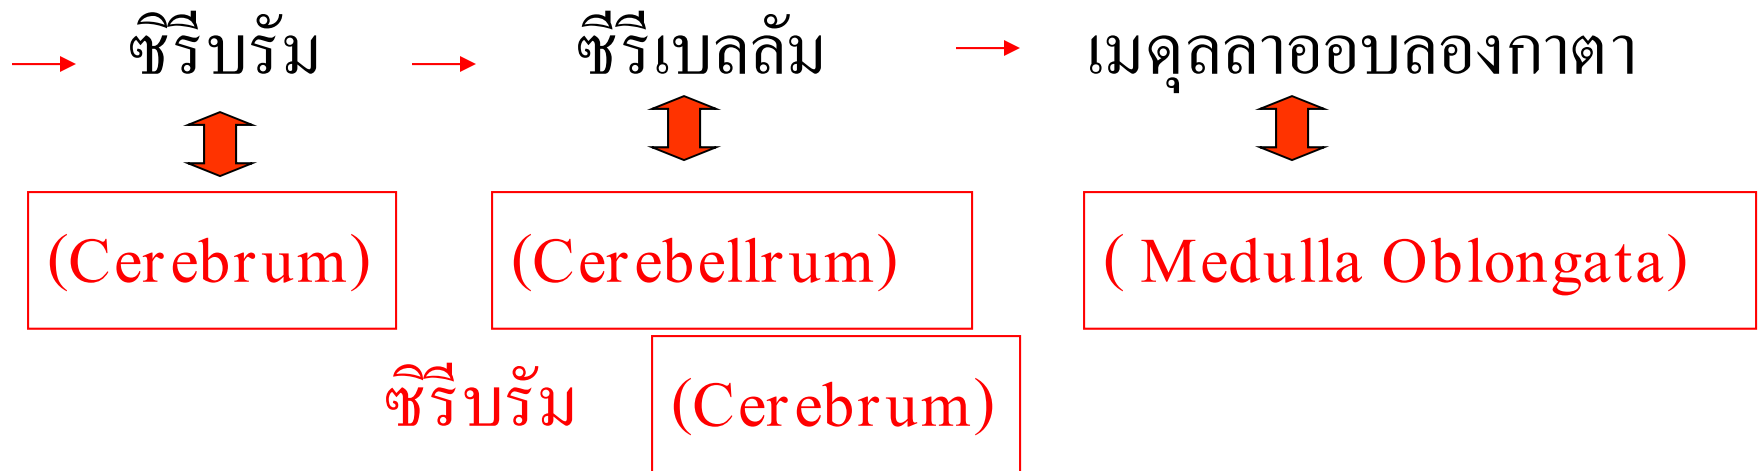 ซิรีบรัม ซีรีเบลลัม เมดุลลาออบลองกาตา
(Cerebrum) (Cerebellrum) ( Medulla Oblongata)
ซิรีบรัม (Cerebrum)